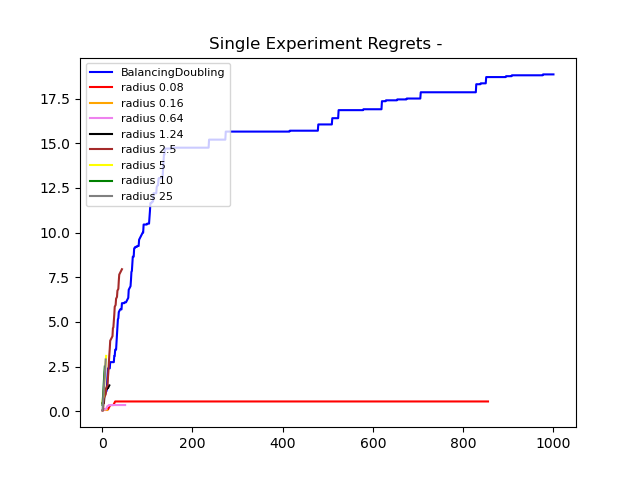 Single Experiment Regrets -
BalancingDoubling
radius 0.08
radius 0.16
radius 0.64
radius 1.24
radius 2.5
radius 5
radius 10
radius 25
17.5
15.0
12.5
10.0
7.5
5.0
2.5
0.0
0 200 400 600 800 1000